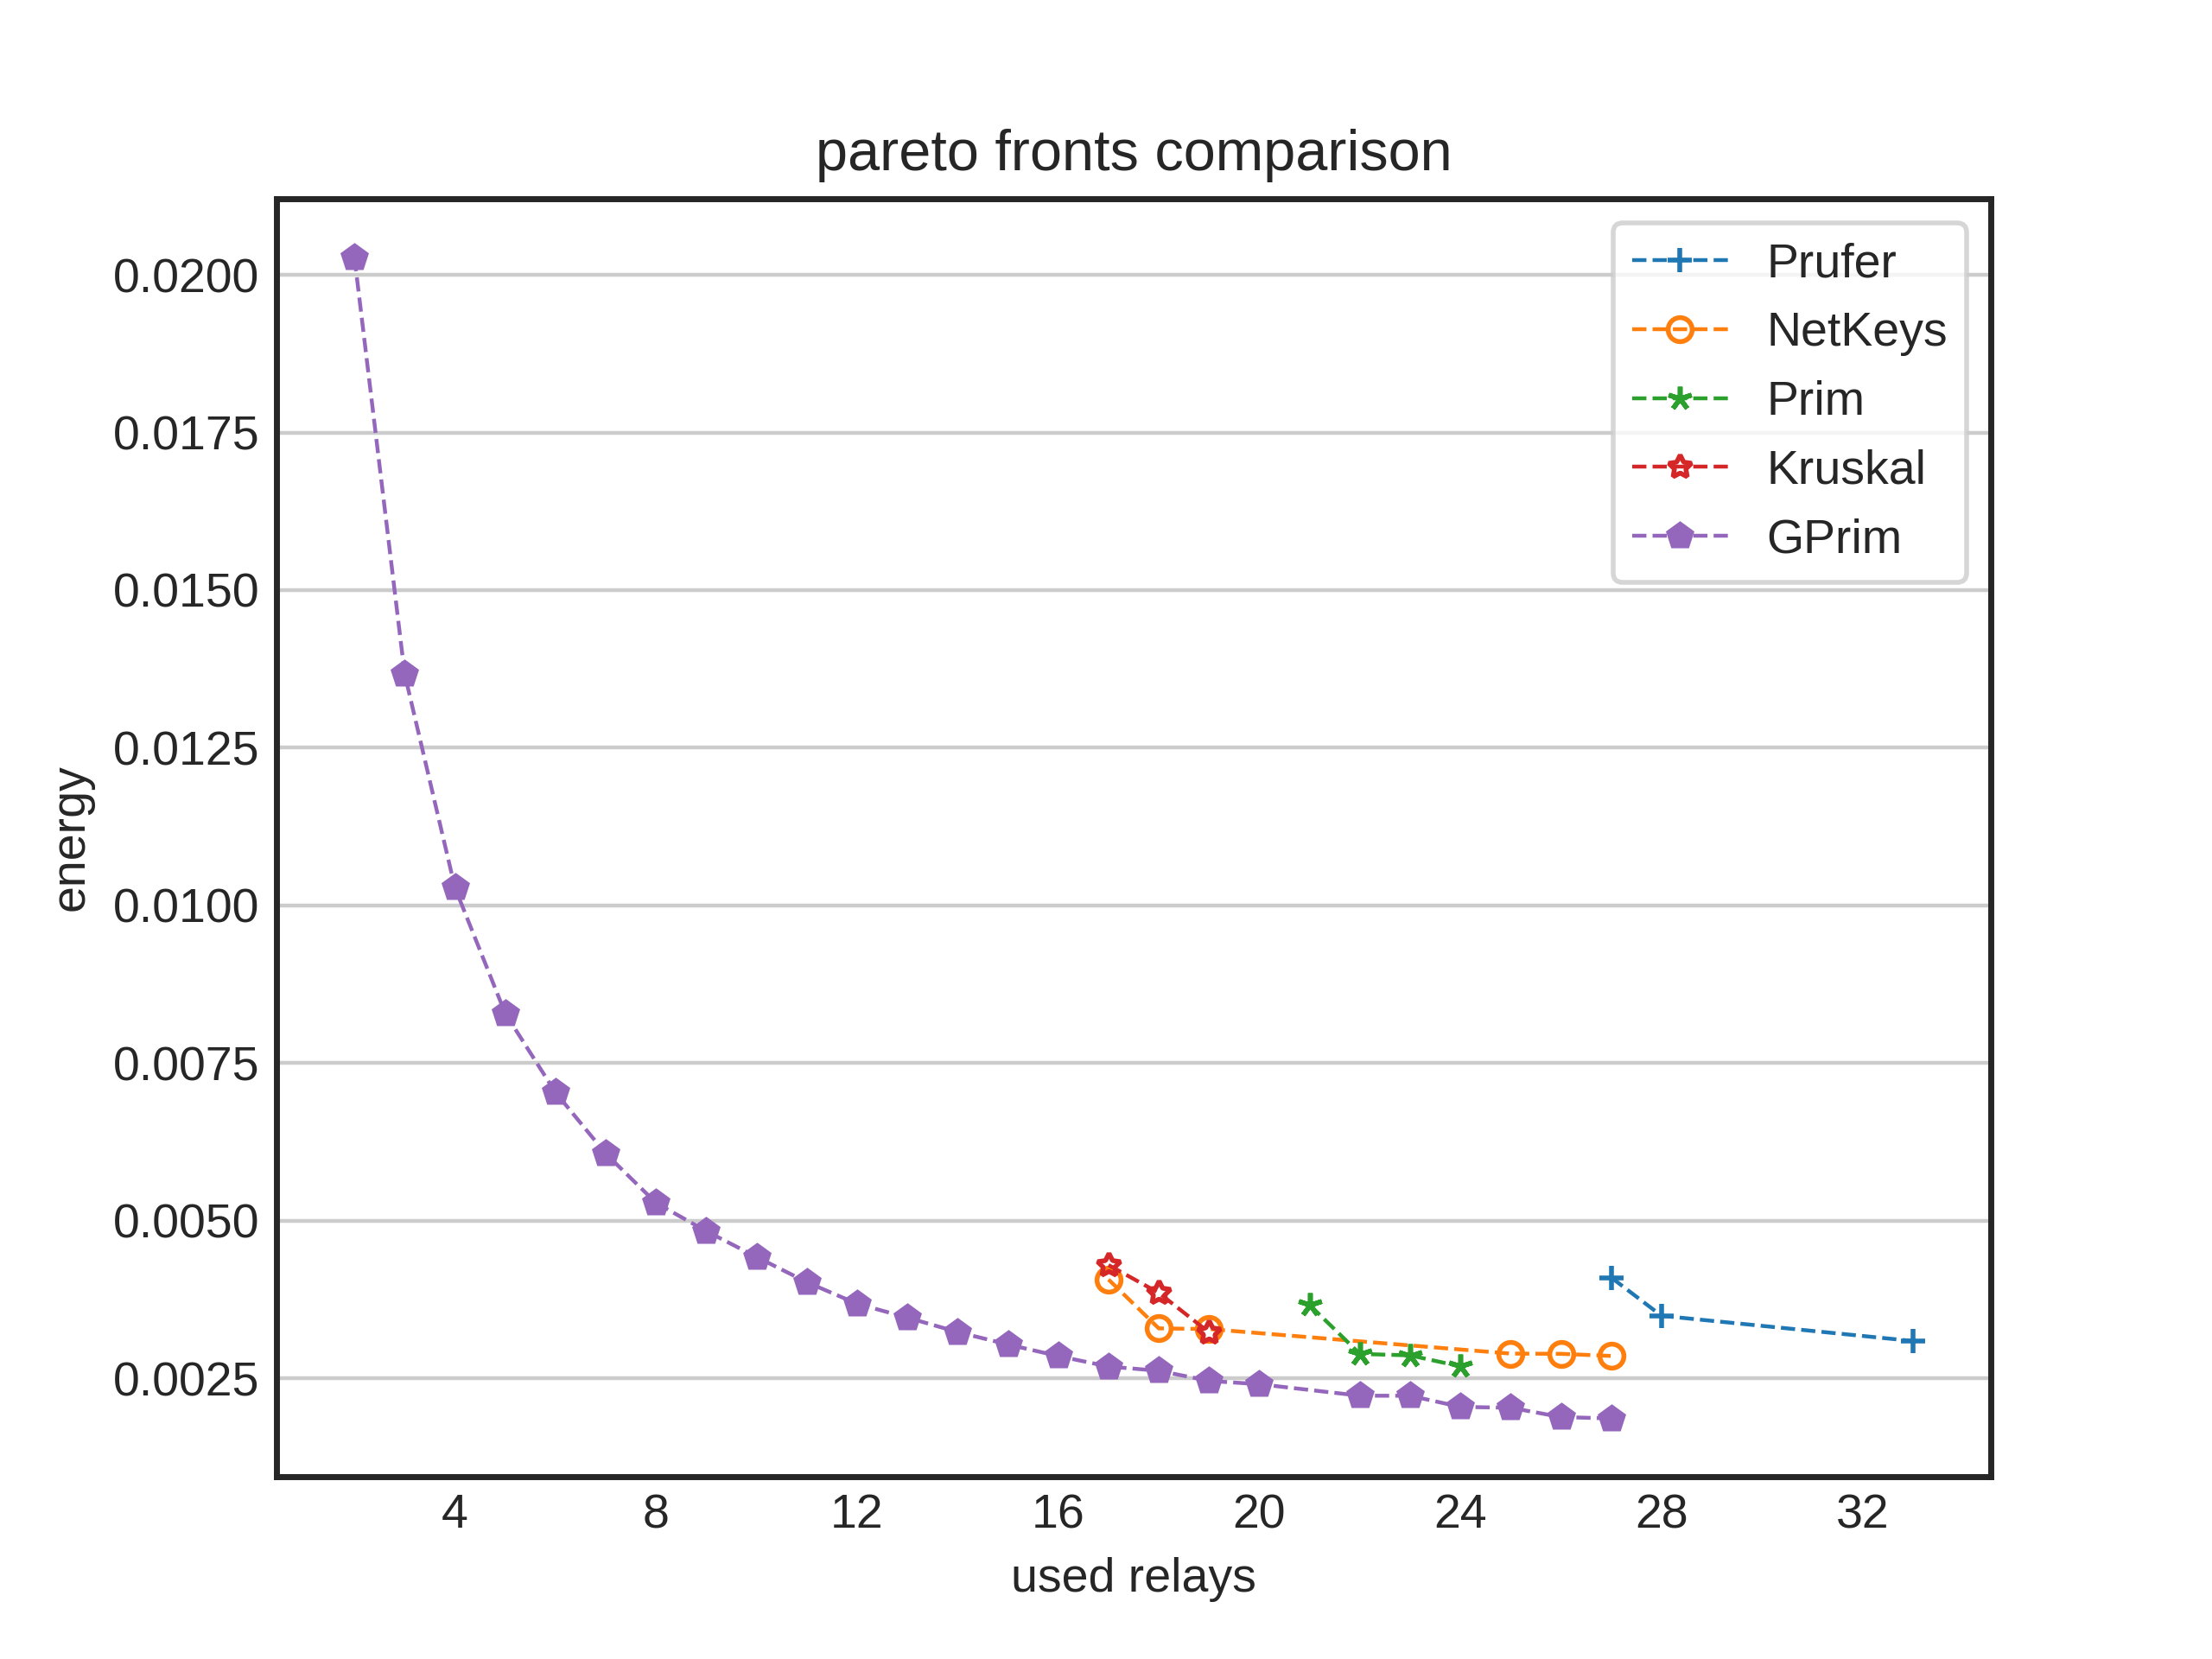 pareto fronts comparison
0.0200
0.0175
0.0150
0.0125
0.0100
0.0075
0.0050
0.0025
energy
Prufer
NetKeys
Prim
Kruskal
GPrim
4 8 12 16 20 24 28 32
used relays